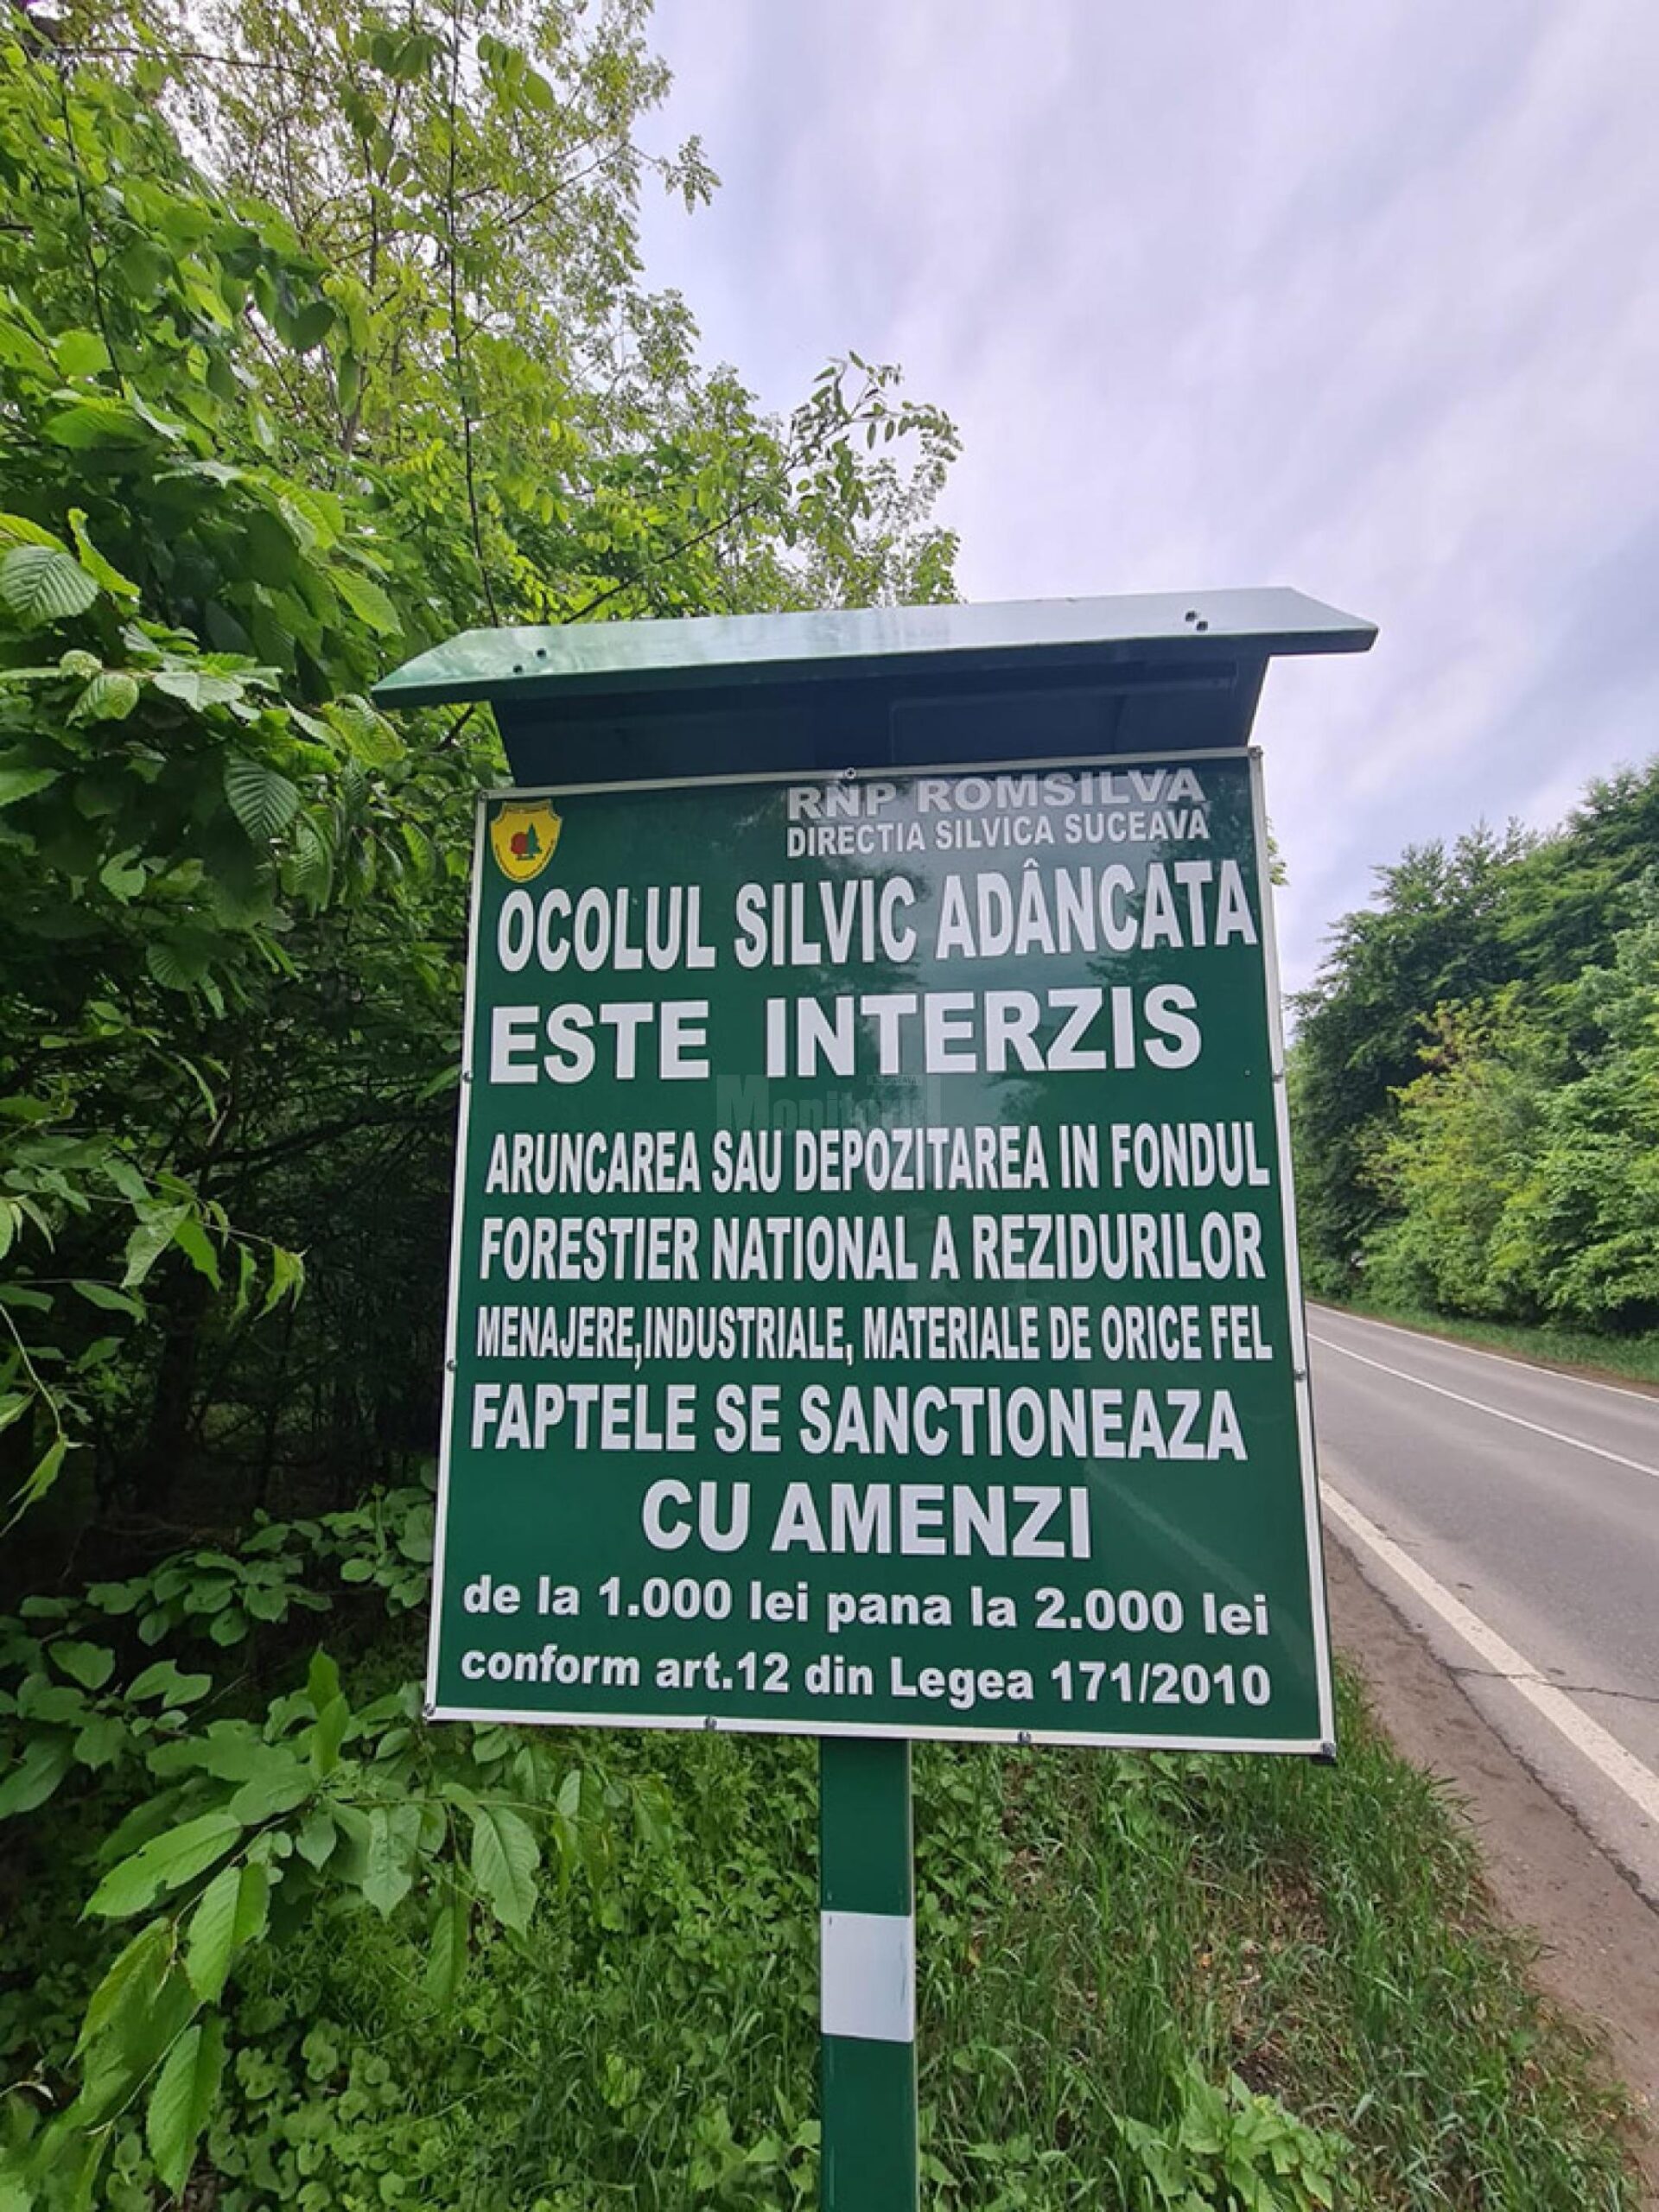 RNP ROMSILVA
DIRECTIA SILVICA SUCEAVA
OCOLUL SILVIC ADÂNCATA
ESTE INTERZIS
Monitorul
ARUNCAREA SAU DEPOZITAREA IN FONDUL
FORESTIER NATIONAL A REZIDURILOR
MENAJERE,INDUSTRIALE, MATERIALE DE ORICE FEL
FAPTELE SE SANCTIONEAZA
CU AMENZI
de la 1.000 lei pana la 2.000 lei
conform art.12 din Legea 171/2010